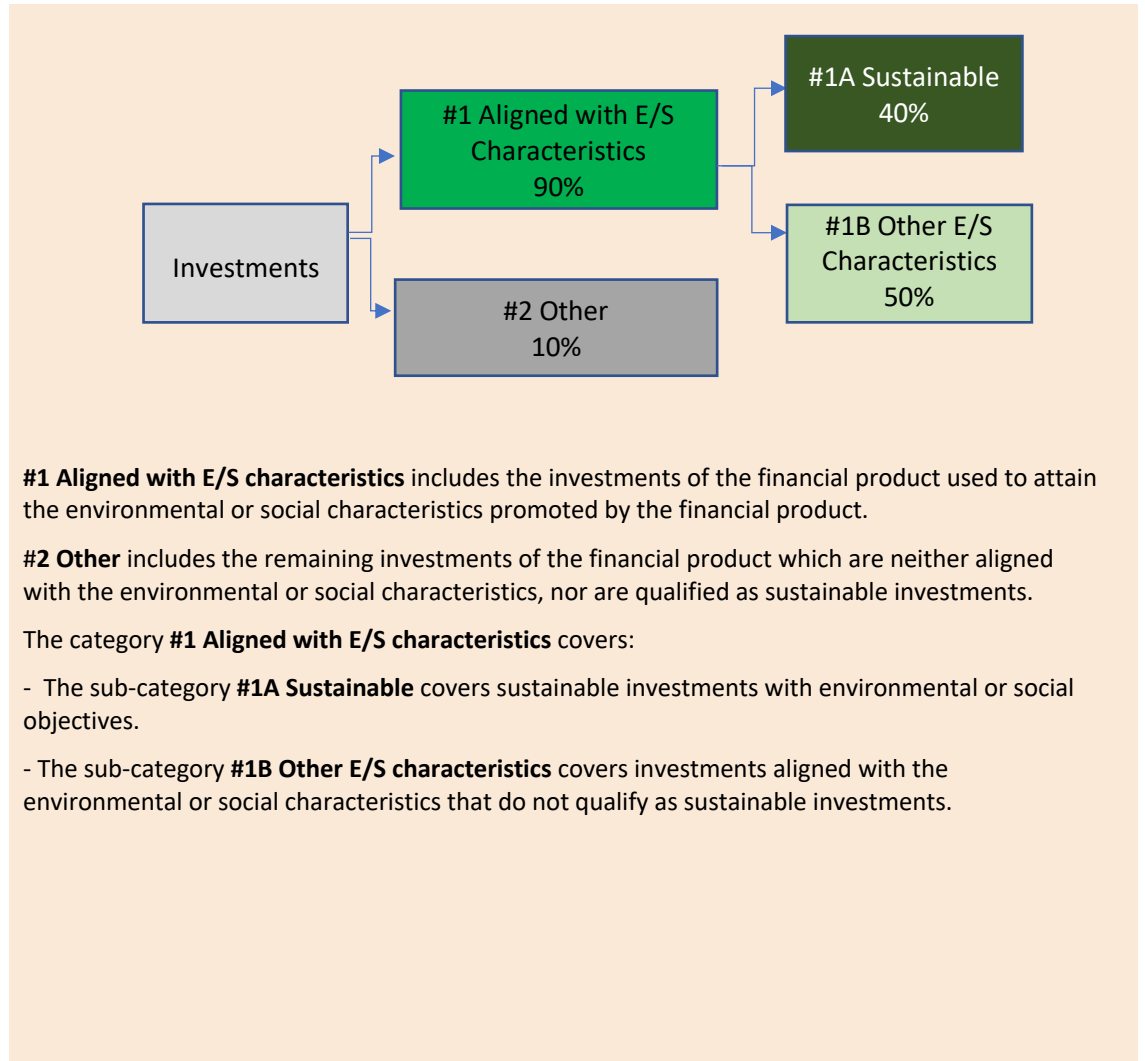 #1A Sustainable
40%
#1 Aligned with E/S
Characteristics
90%
Investments
#1B Other E/S
Characteristics
50%
#2 Other
10%
#1 Aligned with E/S characteristics includes the investments of the financial product used to attain
the environmental or social characteristics promoted by the financial product.
#2 Other includes the remaining investments of the financial product which are neither aligned
with the environmental or social characteristics, nor are qualified as sustainable investments.
The category #1 Aligned with E/S characteristics covers:
- The sub-category #1A Sustainable covers sustainable investments with environmental or social
objectives.
- The sub-category #1B Other E/S characteristics covers investments aligned with the
environmental or social characteristics that do not qualify as sustainable investments.